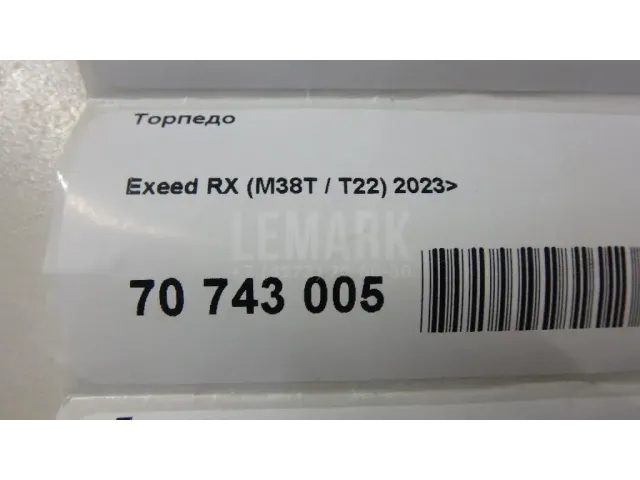 Торпедо
Exeed RX (M38T / T22) 2023>
LEMARK
70 743 005